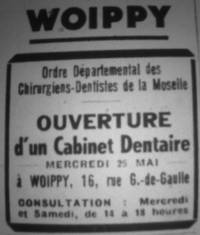 WOIPPY
Ordre Départemental des
Chirurgiens-Dentistes de la Moselle
OUVERTURE
d'un Cabinet Dentaire
MERCREDI 25 MAI
à WOIPPY, 16, rue G.-de-Gaulle
CONSULTATION : Mercredi
et Samedi, de 14 à 18 heures